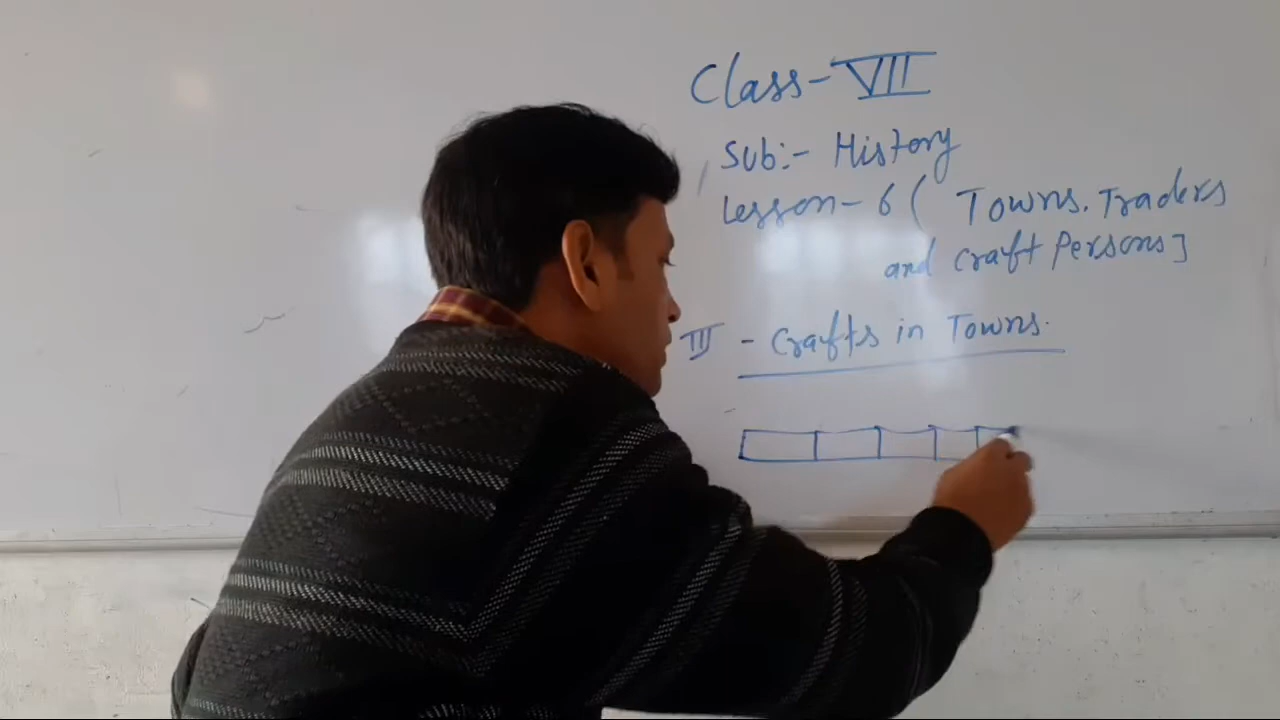 Class-VII
Sub:- History
Lesson-6 ( Towns. Traders
and Craft Persons]
III - Crafts in Towns.